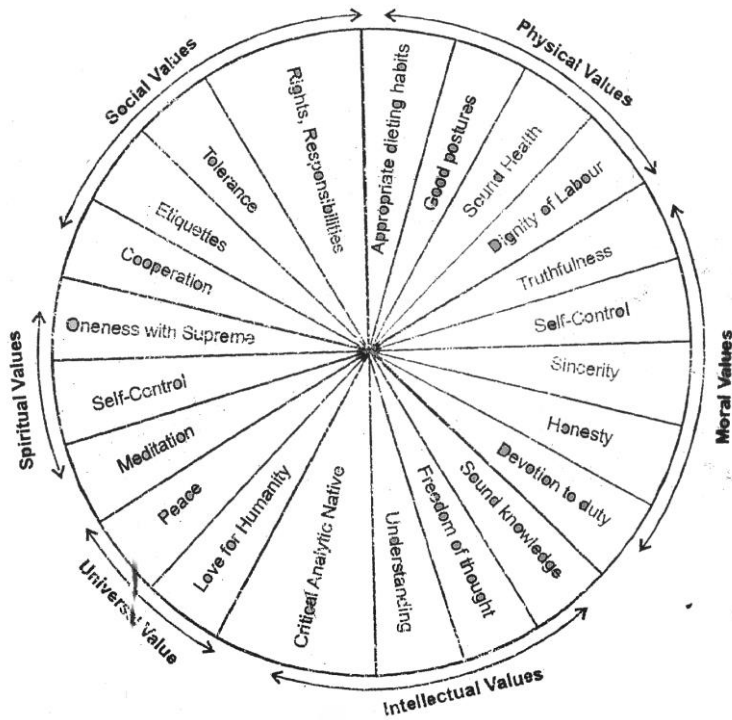 Social Values
Physical Values
Moral Values
Intellectual Values
Value
Spiritual Values
Appropriate dieting habits
Good postures
Sound Health
Dignity of Labour
Truthfulness
Self-Control
Sincerity
Honesty
Devotion to duty
Sound knowledge
Freedom of thought
Understanding
Critical Analytic Native
Love for Humanity
Peace
Meditation
Self-Control
Oneness with Suprema
Cooperation
Etiquettes
Tolerance
Rights, Responsibilities